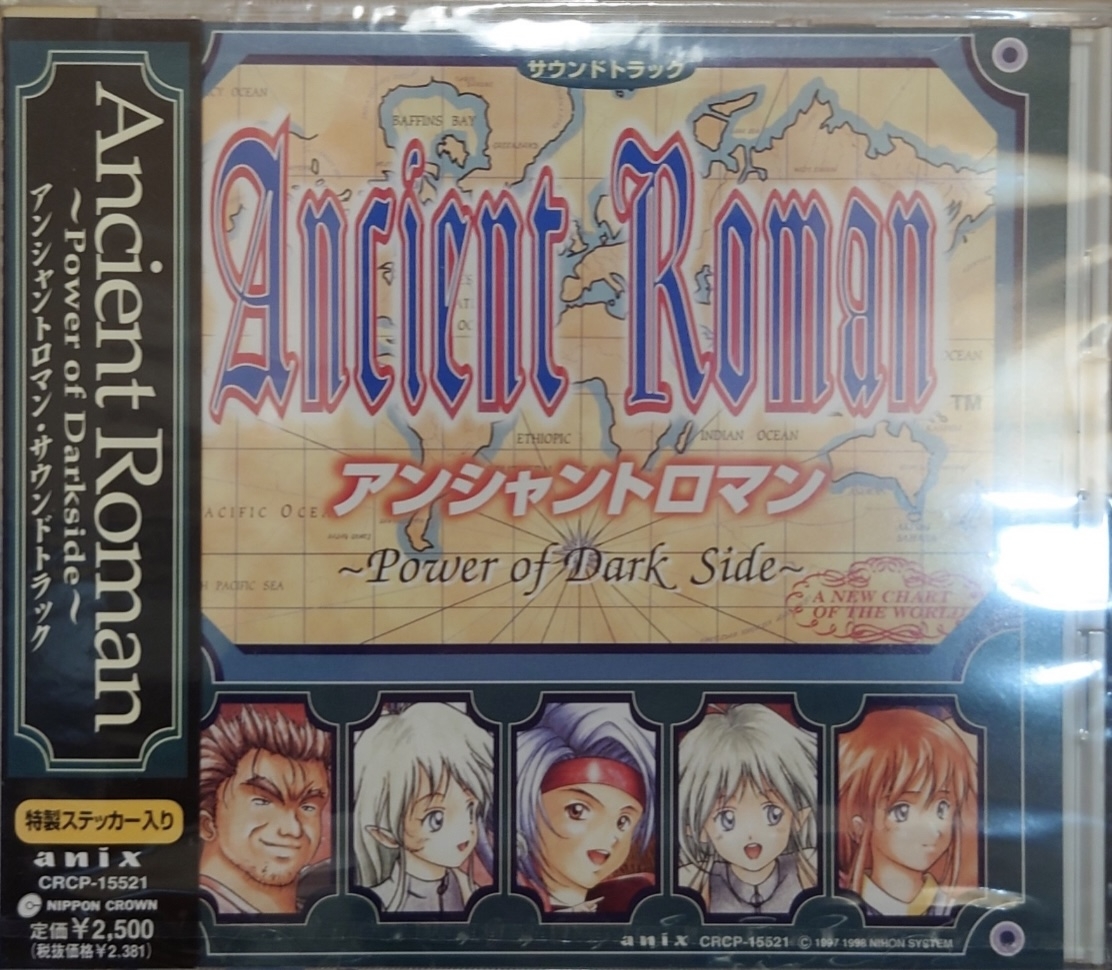 Ancient Roman
~Power of Darkside~
アンシャントロマン・サウンドトラック
特製ステッカー入り
anix
CRCP-15521
NIPPON CROWN
定価¥2,500
(税抜価格¥2.381)
サウンドトラック
OCEAN
BAFFINS BAY
Ancient Roman
OCEAN
TM
ETHIOPIC
INDIAN OCEAN
アンシャントロマン
ACIFIC OCEA
~Power of Dark Side~
H PACIFIC SEA
A NEW CHART
OF THE WORLD
anix CRCP-15521 © 1997 1998 NIHON SYSTEM